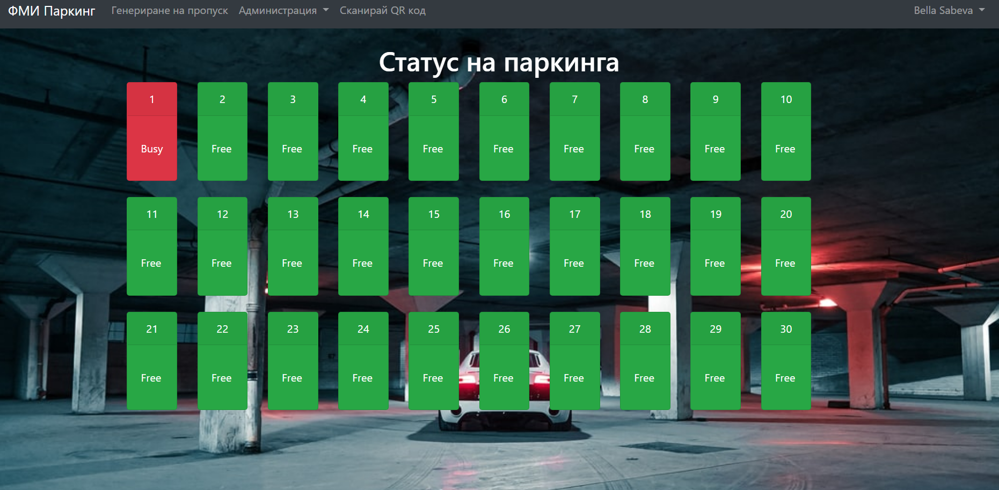 ФМИ Паркинг Генериране на пропуск Администрация Сканирай QR код Bella Sabeva
Статус на паркинга
1 2 3 4 5 6 7 8 9 10
Busy Free Free Free Free Free Free Free Free Free
11 12 13 14 15 16 17 18 19 20
Free Free Free Free Free Free Free Free Free Free
21 22 23 24 25 26 27 28 29 30
Free Free Free Free Free Free Free Free Free Free